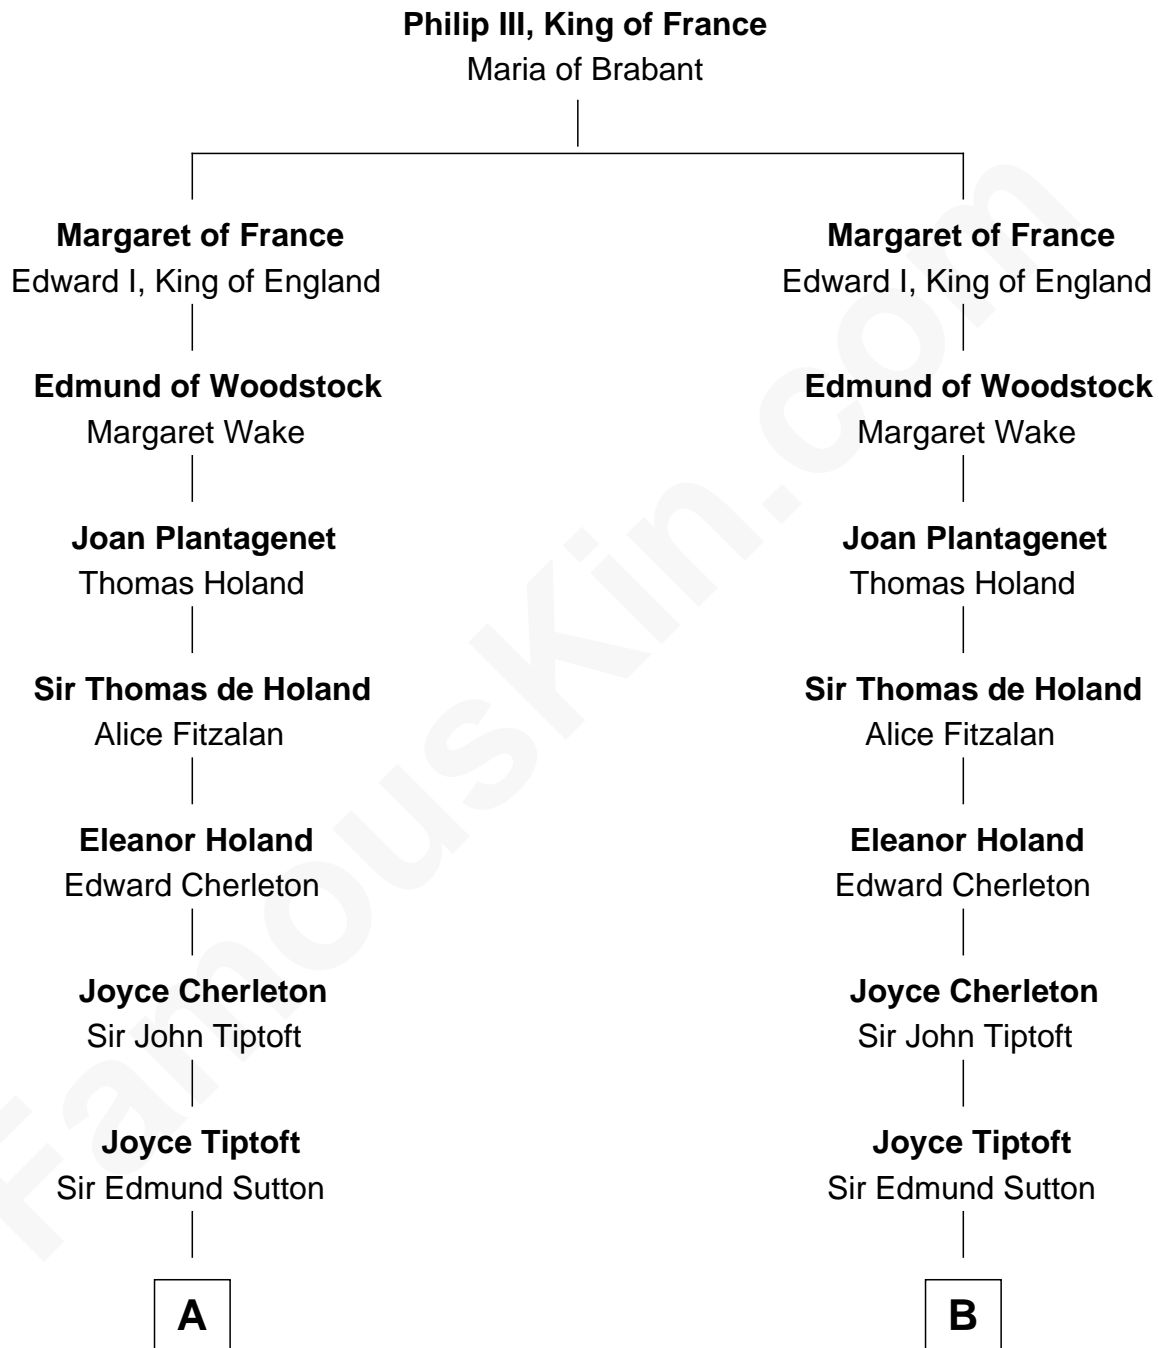 Philip III, King of France
Maria of Brabant
Margaret of France
Edward I, King of England
Edmund of Woodstock
Margaret Wake
Joan Plantagenet
Thomas Holand
Sir Thomas de Holand
Alice Fitzalan
Eleanor Holand
Edward Cherleton
Joyce Cherleton
Sir John Tiptoft
Joyce Tiptoft
Sir Edmund Sutton
A
Margaret of France
Edward I, King of England
Edmund of Woodstock
Margaret Wake
Joan Plantagenet
Thomas Holand
Sir Thomas de Holand
Alice Fitzalan
Eleanor Holand
Edward Cherleton
Joyce Cherleton
Sir John Tiptoft
Joyce Tiptoft
Sir Edmund Sutton
B
FamousKin.com